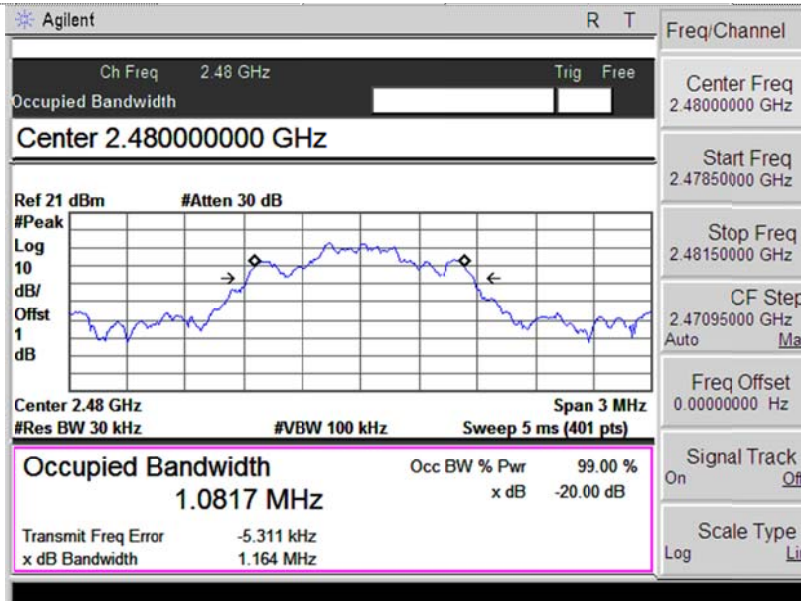 Agilent R T
Ch Freq 2.48 GHz Trig Free
Occupied Bandwidth
Center 2.480000000 GHz
Ref 21 dBm #Atten 30 dB
#Peak
Log
10
dB/
Offst
1
dB
Center 2.48 GHz Span 3 MHz
#Res BW 30 kHz #VBW 100 kHz Sweep 5 ms (401 pts)
Occupied Bandwidth
1.0817 MHz
Occ BW % Pwr 99.00 %
x dB -20.00 dB
Transmit Freq Error -5.311 kHz
x dB Bandwidth 1.164 MHz
Freq/Channel
Center Freq
2.48000000 GHz
Start Freq
2.47850000 GHz
Stop Freq
2.48150000 GHz
CF Step
2.47095000 GHz
Auto Ma
Freq Offset
0.00000000 Hz
Signal Track
On Off
Scale Type
Log Li